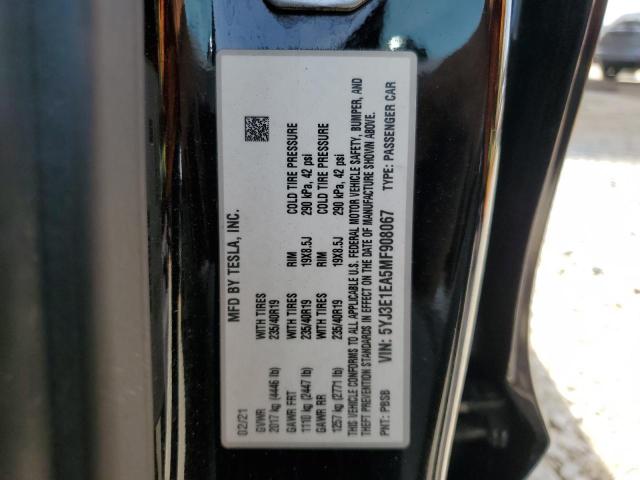 MFD BY TESLA, INC.
02/21
GVWR WITH TIRES RIM COLD TIRE PRESSURE
2017 kg (4446 lb) 235/40R19 19X8.5J 290 kPa, 42 psi
GAWR FRT
1110 kg (2447 lb) 235/40R19
GAWR RR WITH TIRES RIM COLD TIRE PRESSURE
1257 kg (2771 lb) 235/40R19 19X8.5J 290 kPa, 42 psi
THIS VEHICLE CONFORMS TO ALL APPLICABLE U.S. FEDERAL MOTOR VEHICLE SAFETY, BUMPER, AND
THEFT PREVENTION STANDARDS IN EFFECT ON THE DATE OF MANUFACTURE SHOWN ABOVE.
PNT: PBSB VIN: 5YJ3E1EA5MF908067 TYPE: PASSENGER CAR